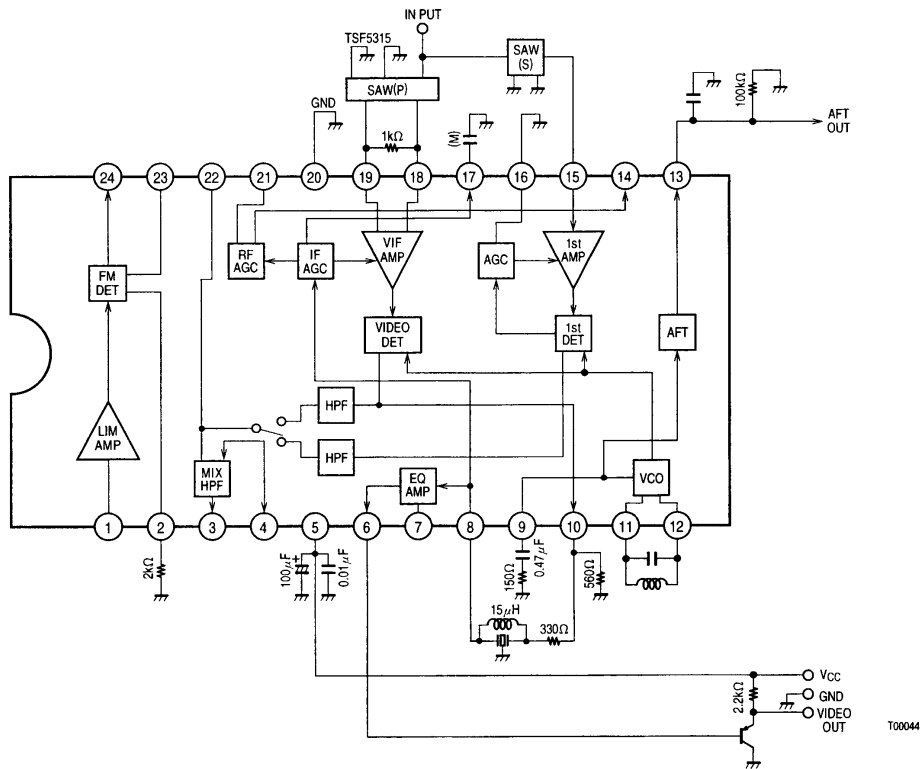 IN PUT
TSF5315
SAW
(S)
SAW(P)
GND
1kΩ
(M)
100kΩ
AFT
OUT
24
23
22
21
20
19
18
17
16
15
14
13
FM
DET
RF
AGC
IF
AGC
VIF
AMP
AGC
1st
AMP
VIDEO
DET
1st
DET
AFT
LIM
AMP
HPF
HPF
MIX
HPF
EQ
AMP
VCO
1
2
3
4
5
6
7
8
9
10
11
12
2kΩ
100μF
+
0.01μF
150Ω
0.47μF
560Ω
15μH
330Ω
2.2kΩ
VCC
GND
VIDEO
OUT
T00044